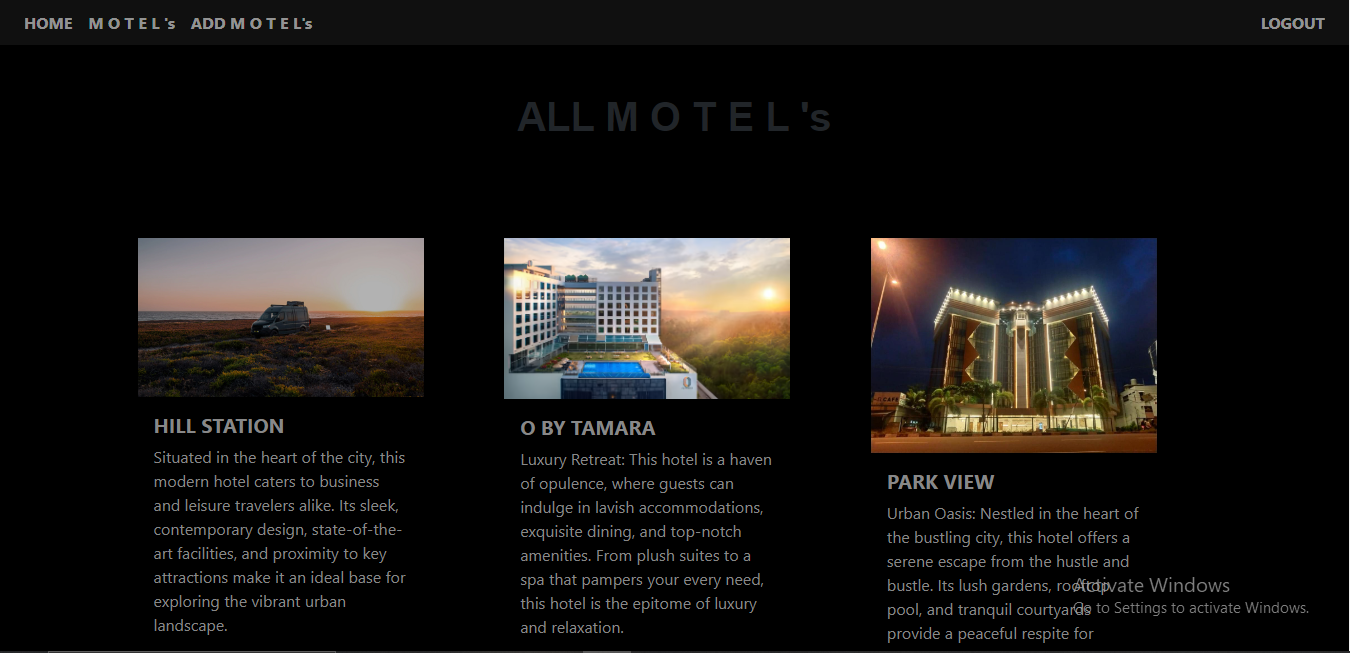 HOME M O T E L 's ADD M O T E L's LOGOUT
ALL M O T E L 's
HILL STATION
Situated in the heart of the city, this
modern hotel caters to business
and leisure travelers alike. Its sleek,
contemporary design, state-of-the-
art facilities, and proximity to key
attractions make it an ideal base for
exploring the vibrant urban
landscape.
O BY TAMARA
Luxury Retreat: This hotel is a haven
of opulence, where guests can
indulge in lavish accommodations,
exquisite dining, and top-notch
amenities. From plush suites to a
spa that pampers your every need,
this hotel is the epitome of luxury
and relaxation.
PARK VIEW
Urban Oasis: Nestled in the heart of
the bustling city, this hotel offers a
serene escape from the hustle and
bustle. Its lush gardens, rooftop
pool, and tranquil courtyards
provide a peaceful respite for
Activate Windows
Go to Settings to activate Windows.